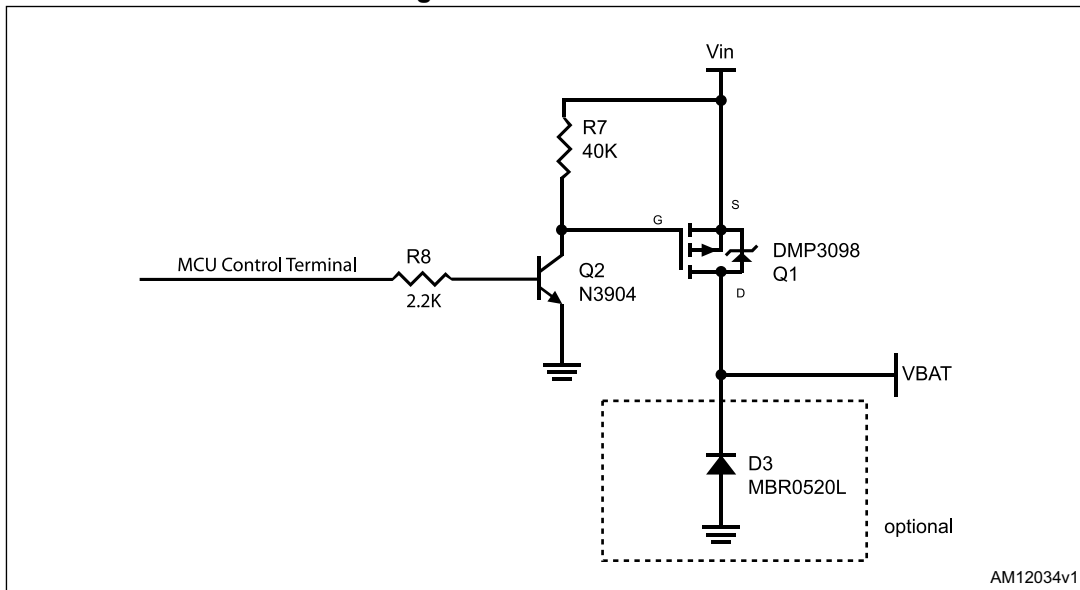 Vin
R7
40K
S
G
DMP3098
Q1
MCU Control Terminal
R8
2.2K
Q2
N3904
D
VBAT
D3
MBR0520L
optional
AM12034v1